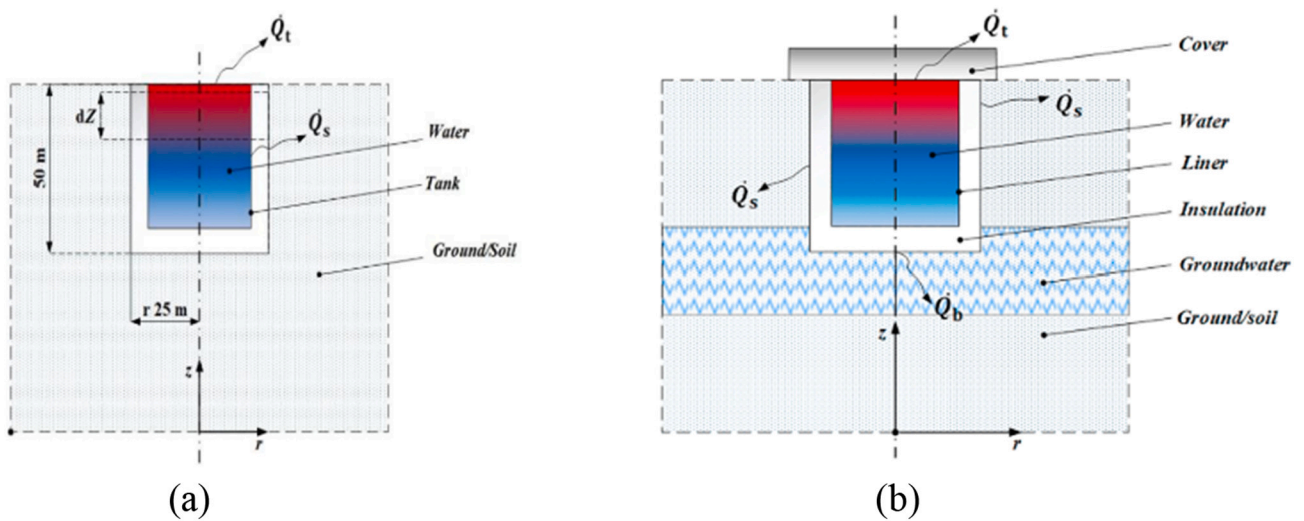 Q̇t
dZ
50 m
Q̇s
Water
Tank
Ground/Soil
r 25 m
z
r
(a)
Q̇t
Cover
Q̇s
Water
Liner
Q̇s
Insulation
Groundwater
Q̇b
Ground/soil
z
r
(b)